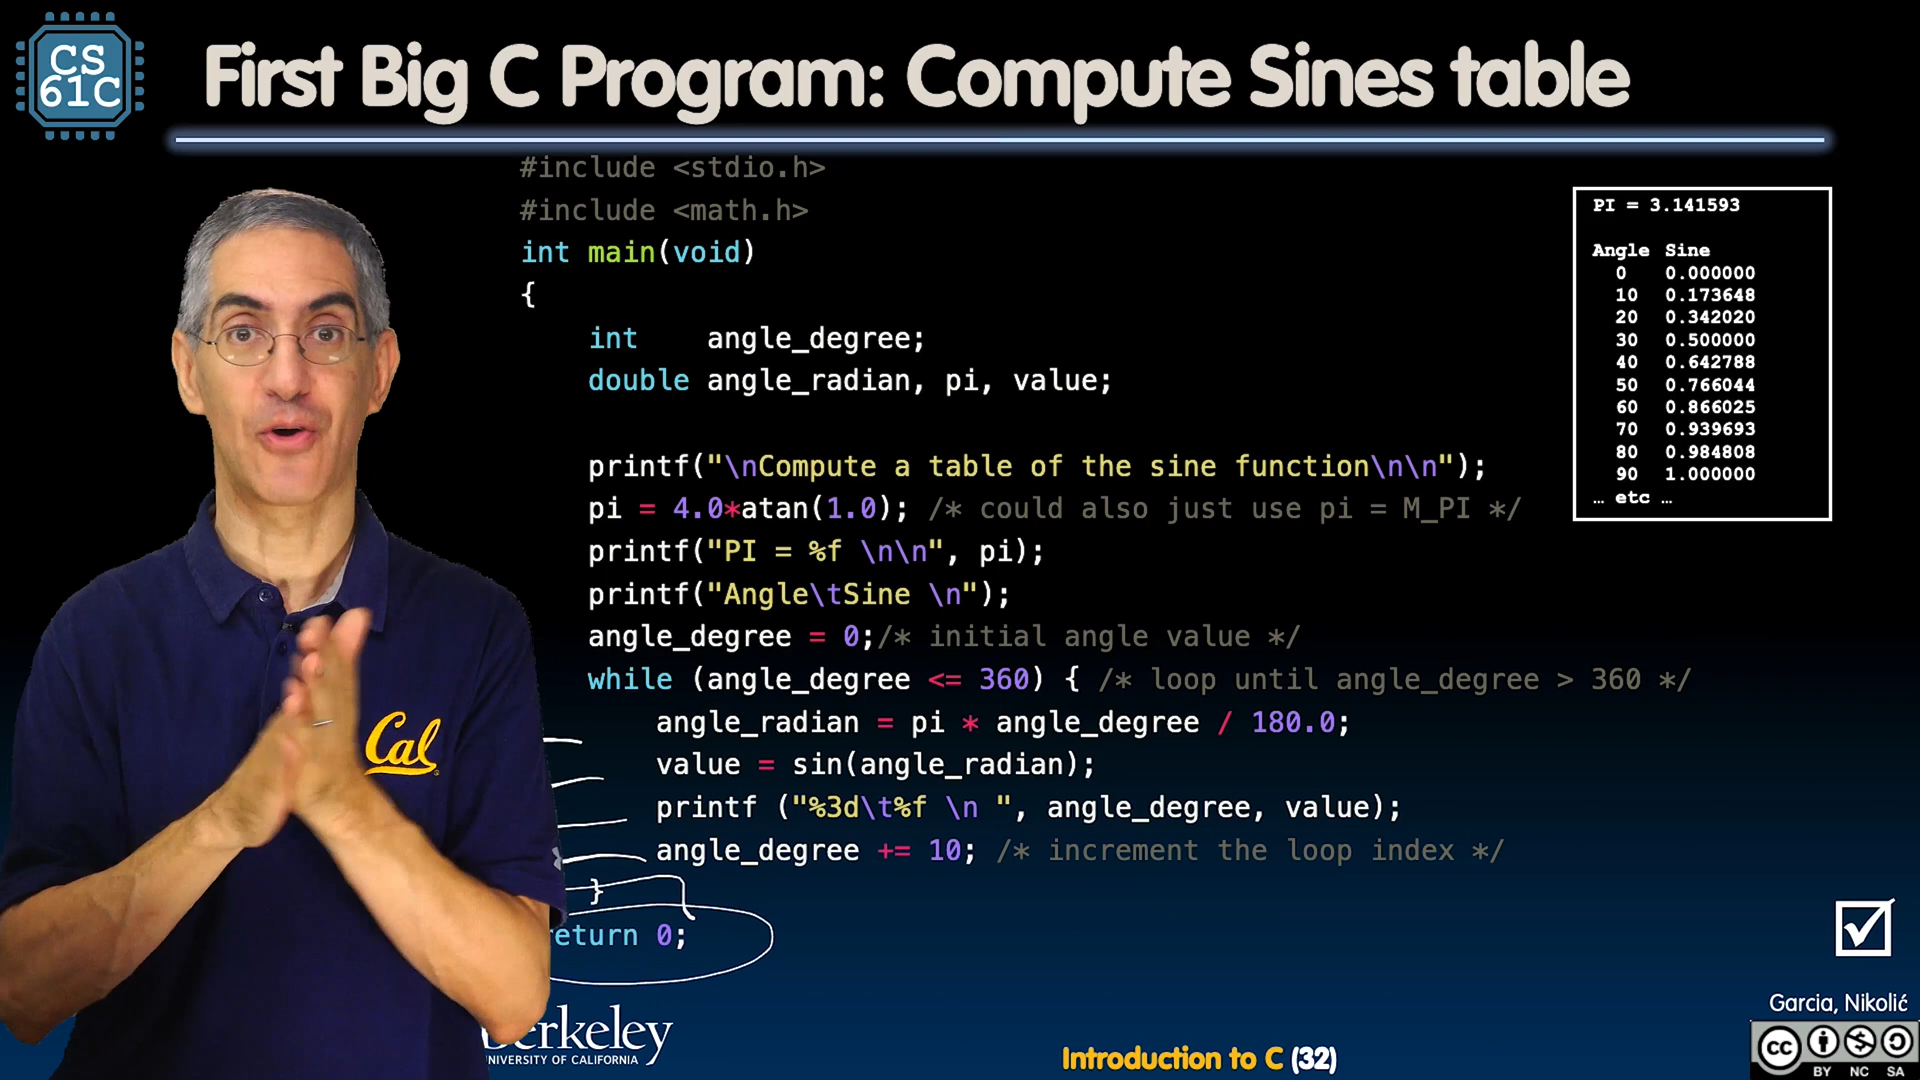 CS
61C
First Big C Program: Compute Sines table
#include <stdio.h>
#include <math.h>
int main(void)
{
    int    angle_degree;
    double angle_radian, pi, value;
    printf("\nCompute a table of the sine function\n\n");
    pi = 4.0*atan(1.0); /* could also just use pi = M_PI */
    printf("PI = %f \n\n", pi);
    printf("Angle\tSine \n");
    angle_degree = 0;/* initial angle value */
    while (angle_degree <= 360) { /* loop until angle_degree > 360 */
        angle_radian = pi * angle_degree / 180.0;
        value = sin(angle_radian);
        printf ("%3d\t%f \n ", angle_degree, value);
        angle_degree += 10; /* increment the loop index */
    }
return 0;
PI = 3.141593
Angle Sine
0 0.000000
10 0.173648
20 0.342020
30 0.500000
40 0.642788
50 0.766044
60 0.866025
70 0.939693
80 0.984808
90 1.000000
… etc …
Cal
Berkeley
UNIVERSITY OF CALIFORNIA
Introduction to C (32)
Garcia, Nikolić
cc
BY NC SA